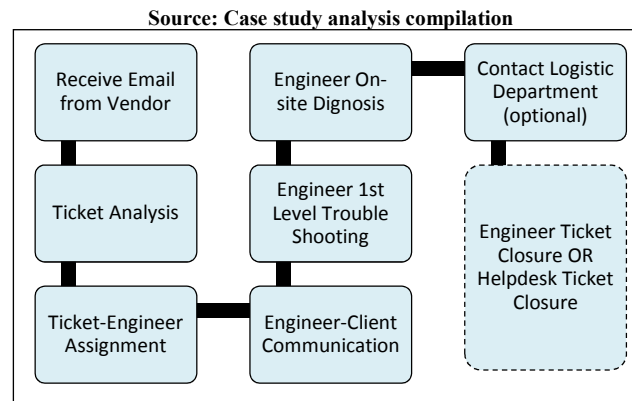 Source: Case study analysis compilation
Receive Email
from Vendor
Ticket Analysis
Ticket-Engineer
Assignment
Engineer-Client
Communication
Engineer 1st
Level Trouble
Shooting
Engineer On-
site Dignosis
Contact Logistic
Department
(optional)
Engineer Ticket
Closure OR
Helpdesk Ticket
Closure